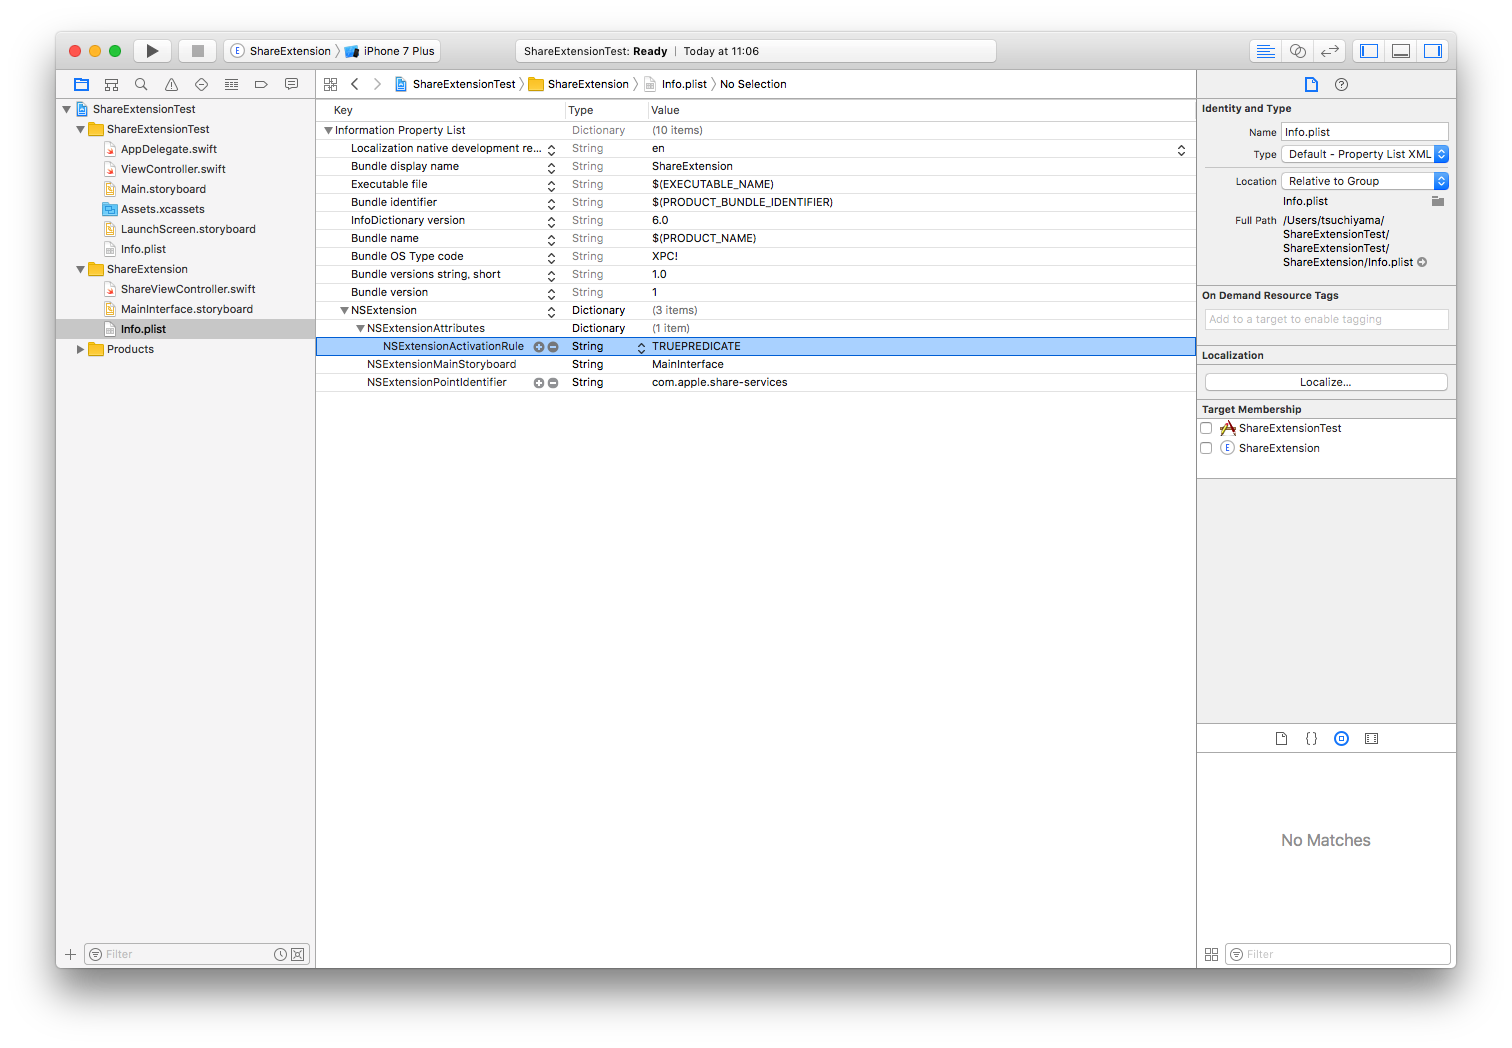 ShareExtension iPhone 7 Plus
ShareExtensionTest: Ready | Today at 11:06
ShareExtensionTest
ShareExtensionTest
AppDelegate.swift
ViewController.swift
Main.storyboard
Assets.xcassets
LaunchScreen.storyboard
Info.plist
ShareExtension
ShareViewController.swift
MainInterface.storyboard
Info.plist
Products
Filter
ShareExtensionTest ShareExtension Info.plist No Selection
Key Type Value
Information Property List Dictionary (10 items)
Localization native development re... String en
Bundle display name String ShareExtension
Executable file String $(EXECUTABLE_NAME)
Bundle identifier String $(PRODUCT_BUNDLE_IDENTIFIER)
InfoDictionary version String 6.0
Bundle name String $(PRODUCT_NAME)
Bundle OS Type code String XPC!
Bundle versions string, short String 1.0
Bundle version String 1
NSExtension Dictionary (3 items)
NSExtensionAttributes Dictionary (1 item)
NSExtensionActivationRule String TRUEPREDICATE
NSExtensionMainStoryboard String MainInterface
NSExtensionPointIdentifier String com.apple.share-services
Identity and Type
Name Info.plist
Type Default - Property List XML
Location Relative to Group
Info.plist
Full Path /Users/tsuchiyama/
ShareExtensionTest/
ShareExtensionTest/
ShareExtension/Info.plist
On Demand Resource Tags
Add to a target to enable tagging
Localization
Localize...
Target Membership
ShareExtensionTest
E ShareExtension
No Matches
Filter